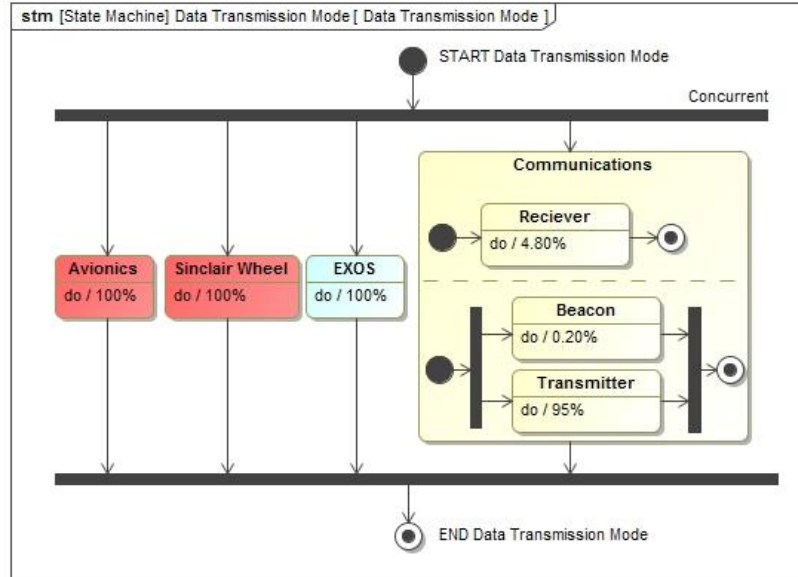 stm [State Machine] Data Transmission Mode [ Data Transmission Mode ]
START Data Transmission Mode
Concurrent
Communications
Reciever
do / 4.80%
Avionics
do / 100%
Sinclair Wheel
do / 100%
EXOS
do / 100%
Beacon
do / 0.20%
Transmitter
do / 95%
END Data Transmission Mode